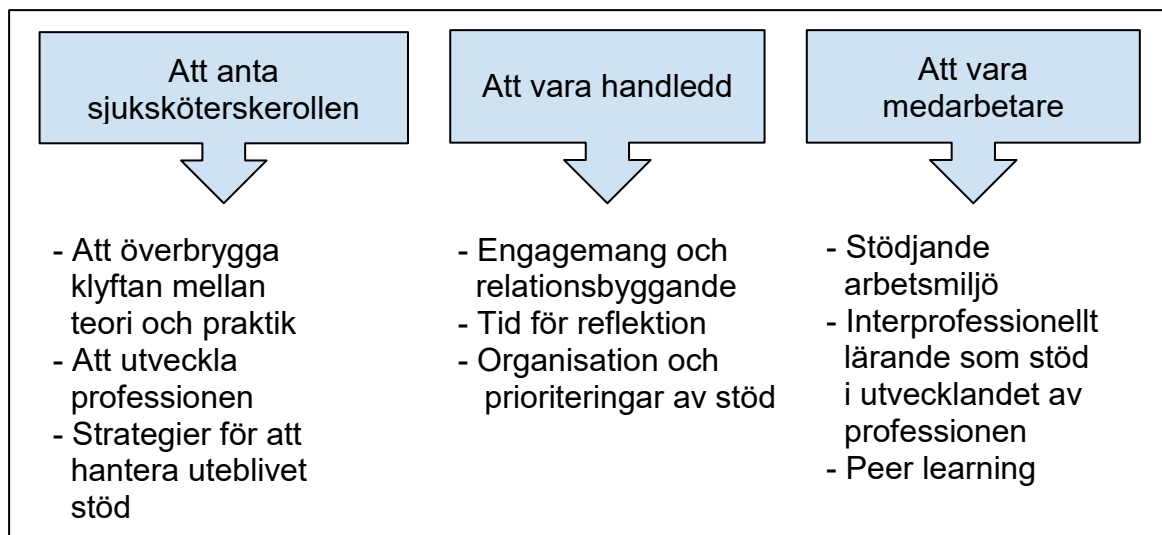 Att anta
sjuksköterskerollen
- Att överbrygga
klyftan mellan
teori och praktik
- Att utveckla
professionen
- Strategier för att
hantera uteblivet
stöd
Att vara handledd
- Engagemang och
relationsbyggande
- Tid för reflektion
- Organisation och
prioriteringar av stöd
Att vara
medarbetare
- Stödjande
arbetsmiljö
- Interprofessionellt
lärande som stöd
i utvecklandet av
professionen
- Peer learning